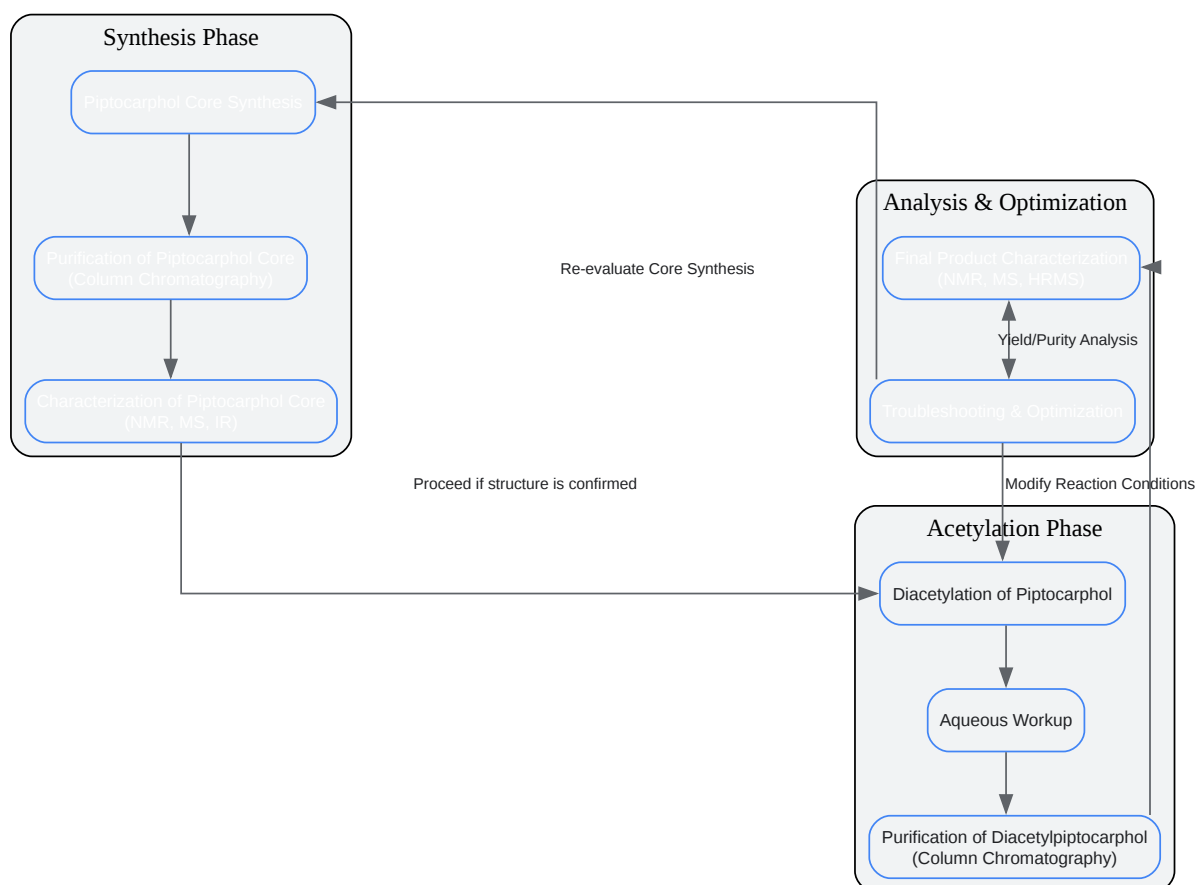 Synthesis Phase
Piptocarphol Core Synthesis
Purification of Piptocarphol Core
(Column Chromatography)
Characterization of Piptocarphol Core
(NMR, MS, IR)
Re-evaluate Core Synthesis
Proceed if structure is confirmed
Analysis & Optimization
Final Product Characterization
(NMR, MS, HRMS)
Yield/Purity Analysis
Troubleshooting & Optimization
Modify Reaction Conditions
Acetylation Phase
Diacetylation of Piptocarphol
Aqueous Workup
Purification of Diacetylpiptocarphol
(Column Chromatography)